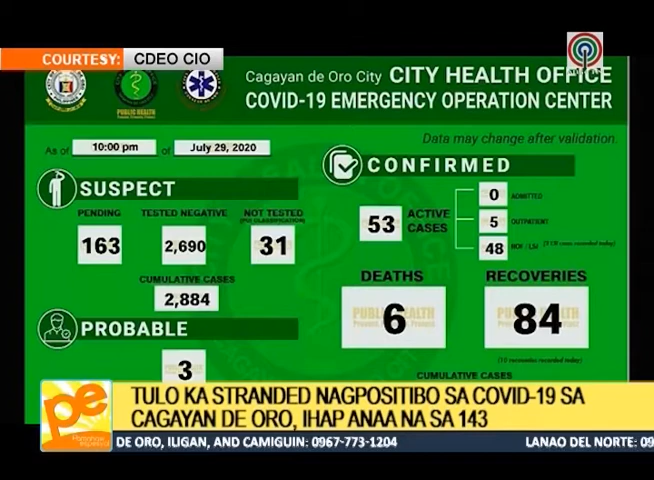 COURTESY: CDEO CIO
Cagayan de Oro City CITY HEALTH OFFICE
COVID-19 EMERGENCY OPERATION CENTER
Data may change after validation.
As of 10:00 pm of July 29, 2020
SUSPECT
PENDING TESTED NEGATIVE NOT TESTED
163 2,690 31
CUMULATIVE CASES
2,884
PROBABLE
3
CONFIRMED
53 ACTIVE CASES
0 ADMITTED
5 OUTPATIENT
48
DEATHS RECOVERIES
6 84
CUMULATIVE CASES
pe
TULO KA STRANDED NAGPOSITIBO SA COVID-19 SA
CAGAYAN DE ORO, IHAP ANAA NA SA 143
DE ORO, ILIGAN, AND CAMIGUIN: 0967-773-1204 LANAO DEL NORTE: 09